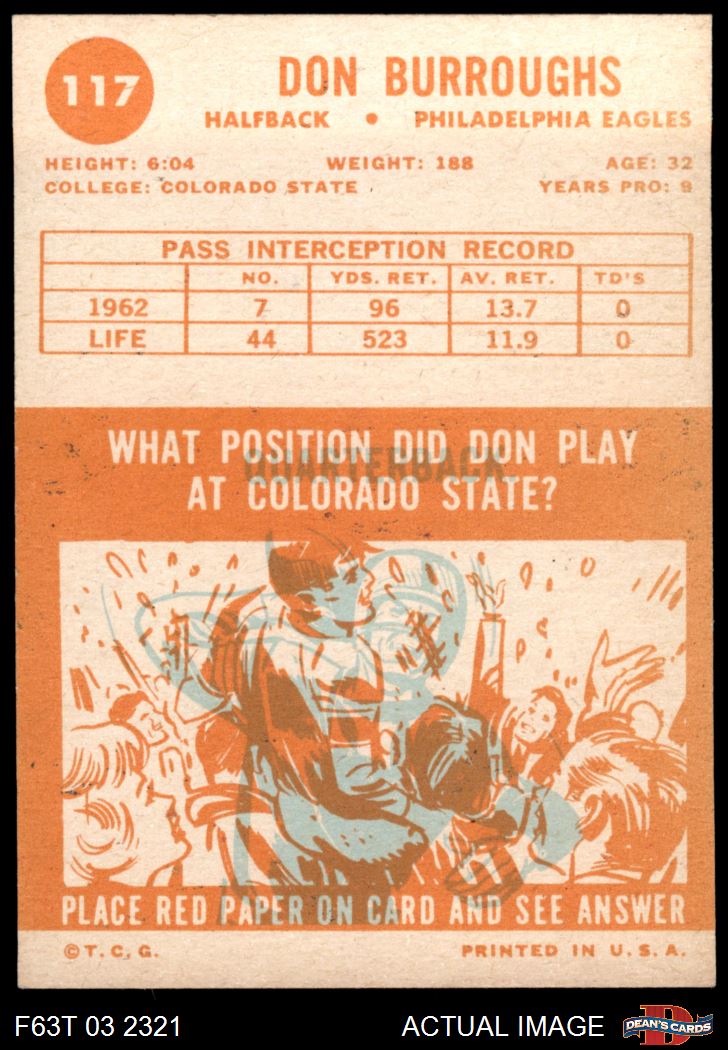 117
DON BURROUGHS
HALFBACK • PHILADELPHIA EAGLES
HEIGHT: 6:04 WEIGHT: 188 AGE: 32
COLLEGE: COLORADO STATE YEARS PRO: 9
PASS INTERCEPTION RECORD
NO. YDS. RET. AV. RET. TD'S
1962 7 96 13.7 0
LIFE 44 523 11.9 0
WHAT POSITION DID DON PLAY
QUARTERBACK
AT COLORADO STATE?
PLACE RED PAPER ON CARD AND SEE ANSWER
© T. C. G. PRINTED IN U. S. A.
F63T 03 2321 ACTUAL IMAGE DEAN'S CARDS